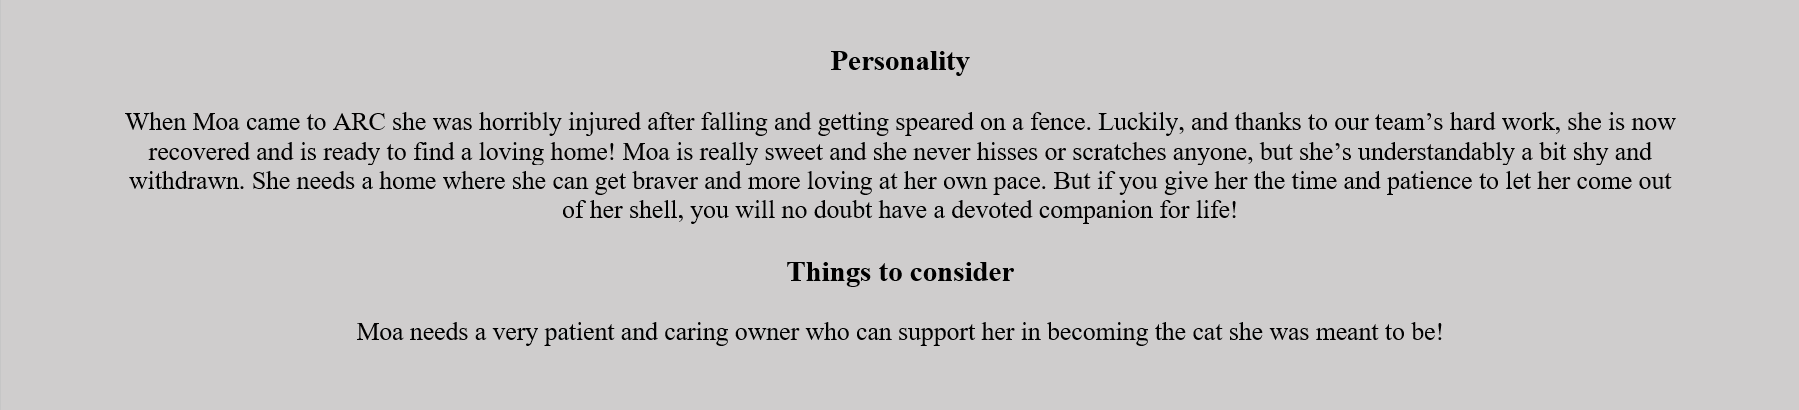 Personality
When Moa came to ARC she was horribly injured after falling and getting speared on a fence. Luckily, and thanks to our team’s hard work, she is now
recovered and is ready to find a loving home! Moa is really sweet and she never hisses or scratches anyone, but she’s understandably a bit shy and
withdrawn. She needs a home where she can get braver and more loving at her own pace. But if you give her the time and patience to let her come out
of her shell, you will no doubt have a devoted companion for life!
Things to consider
Moa needs a very patient and caring owner who can support her in becoming the cat she was meant to be!